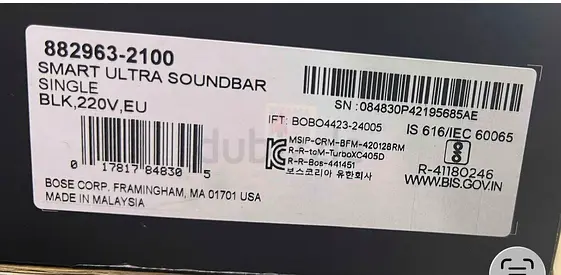 882963-2100
SMART ULTRA SOUNDBAR
SINGLE
BLK,220V,EU
0 17817 84830 5
BOSE CORP. FRAMINGHAM, MA 01701 USA
MADE IN MALAYSIA
SN:084830P42195685AE
IFT: BOBO4423-24005
IS 616/IEC 60065
MSIP-CRM-BFM-420128RM
R-R-toM-TurboXC405D
R-R-Bos-441451
보스코리아 유한회사
R-41180246
WWW.BIS.GOV.IN